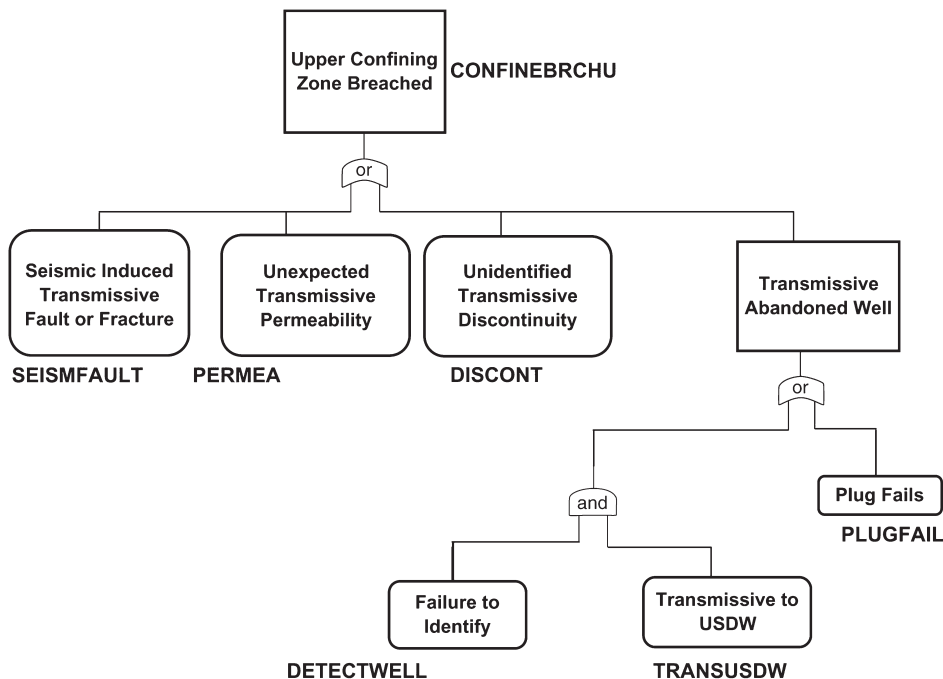 Upper Confining
Zone Breached
CONFINEBRCHU
or
Seismic Induced
Transmissive
Fault or Fracture
SEISMFAULT
Unexpected
Transmissive
Permeability
PERMEA
Unidentified
Transmissive
Discontinuity
DISCONT
Transmissive
Abandoned Well
or
and
Plug Fails
PLUGFAIL
Failure to
Identify
DETECTWELL
Transmissive to
USDW
TRANSUSDW